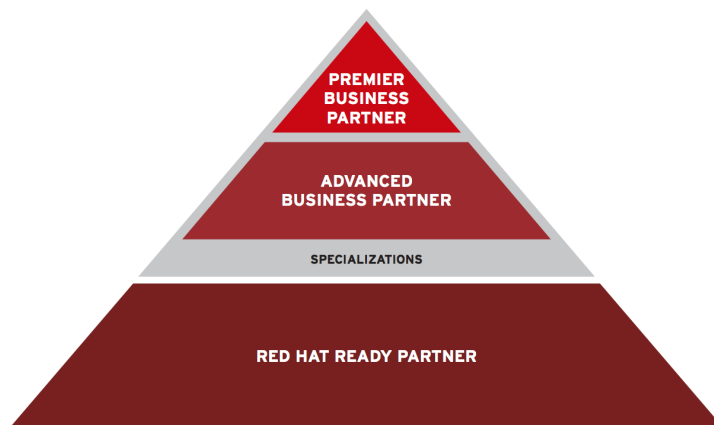 PREMIER
BUSINESS
PARTNER
ADVANCED
BUSINESS PARTNER
SPECIALIZATIONS
RED HAT READY PARTNER